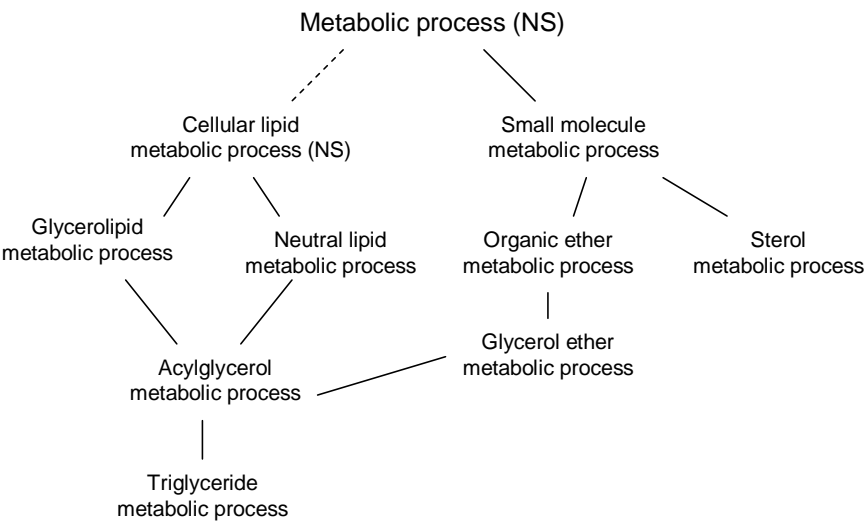 Metabolic process (NS)
Cellular lipid
metabolic process (NS)
Small molecule
metabolic process
Glycerolipid
metabolic process
Neutral lipid
metabolic process
Organic ether
metabolic process
Sterol
metabolic process
Glycerol ether
metabolic process
Acylglycerol
metabolic process
Triglyceride
metabolic process